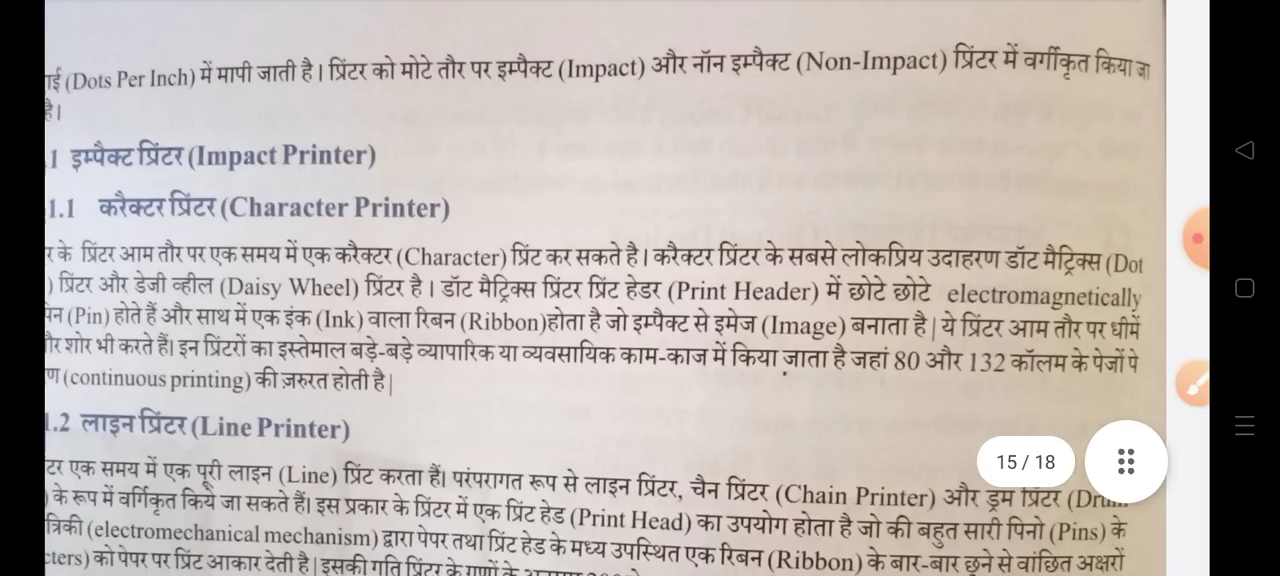 ई (Dots Per Inch) में मापी जाती है। प्रिंटर को मोटे तौर पर इम्पैक्ट (Impact) और नॉन इम्पैक्ट (Non-Impact) प्रिंटर में वर्गीकृत किया जा
है।
.1 इम्पैक्ट प्रिंटर (Impact Printer)
1.1 करैक्टर प्रिंटर (Character Printer)
र के प्रिंटर आम तौर पर एक समय में एक करैक्टर (Character) प्रिंट कर सकते है। करैक्टर प्रिंटर के सबसे लोकप्रिय उदाहरण डॉट मैट्रिक्स (Dot
) प्रिंटर और डेजी व्हील (Daisy Wheel) प्रिंटर है। डॉट मैट्रिक्स प्रिंटर प्रिंट हेडर (Print Header) में छोटे छोटे electromagnetically
पिन (Pin) होते हैं और साथ में एक इंक (Ink) वाला रिबन (Ribbon)होता है जो इम्पैक्ट से इमेज (Image) बनाता है| ये प्रिंटर आम तौर पर धीमें
र शोर भी करते हैं। इन प्रिंटरों का इस्तेमाल बड़े-बड़े व्यापारिक या व्यवसायिक काम-काज में किया जाता है जहां 80 और 132 कॉलम के पेजों पे
ण (continuous printing) की ज़रुरत होती है|
1.2 लाइन प्रिंटर (Line Printer)
टर एक समय में एक पूरी लाइन (Line) प्रिंट करता हैं। परंपरागत रूप से लाइन प्रिंटर, चैन प्रिंटर (Chain Printer) और ड्रम प्रिंटर
) के रूप में वर्गिकृत किये जा सकते हैं। इस प्रकार के प्रिंटर में एक प्रिंट हेड (Print Head) का उपयोग होता है जो की बहुत सारी पिनो (Pins) के
त्रिकी (electromechanical mechanism) द्वारा पेपर तथा प्रिंट हेड के मध्य उपस्थित एक रिबन (Ribbon) के बार-बार छूने से वांछित अक्षरों
cters) को पेपर पर प्रिंट आकार देती है| इसकी गति प्रिंटर के
15 / 18